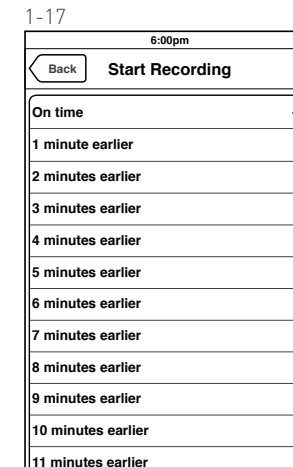 1-17
6:00pm
Back Start Recording
On time
1 minute earlier
2 minutes earlier
3 minutes earlier
4 minutes earlier
5 minutes earlier
6 minutes earlier
7 minutes earlier
8 minutes earlier
9 minutes earlier
10 minutes earlier
11 minutes earlier